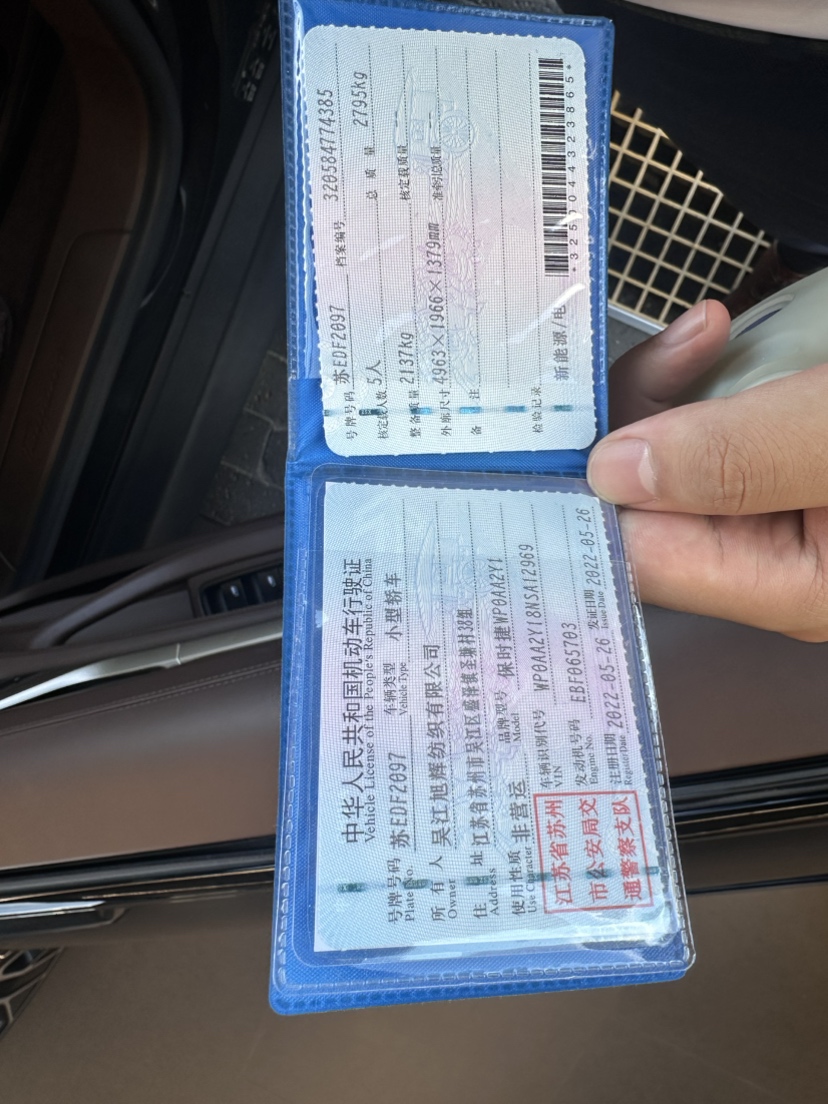 中华人民共和国机动车行驶证
Vehicle License of the People's Republic of China
号牌号码 苏EDF2097 车辆类型 小型轿车
Plate No. Vehicle Type
所有人 吴江旭辉纺织有限公司
Owner
住址 江苏省苏州市吴江区盛泽镇圣塘村38组
Address
使用性质 非营运 品牌型号 保时捷WP0AA2Y1
Use Character Model
江苏省苏州
市公安局交
通警察支队
车辆识别代号 WP0AA2Y18NSA12969
VIN
发动机号码 EBF065703
Engine No.
注册日期 2022-05-26 发证日期 2022-05-26
Register Date Issue Date
号牌号码 苏EDF2097 档案编号 320584774385
核定载人数 5人 总质量 2795kg
整备质量 2137kg 核定载质量
外廓尺寸 4963×1966×1379mm 准牵引总质量
备注
检验记录
新能源/电
*3250443238 65*